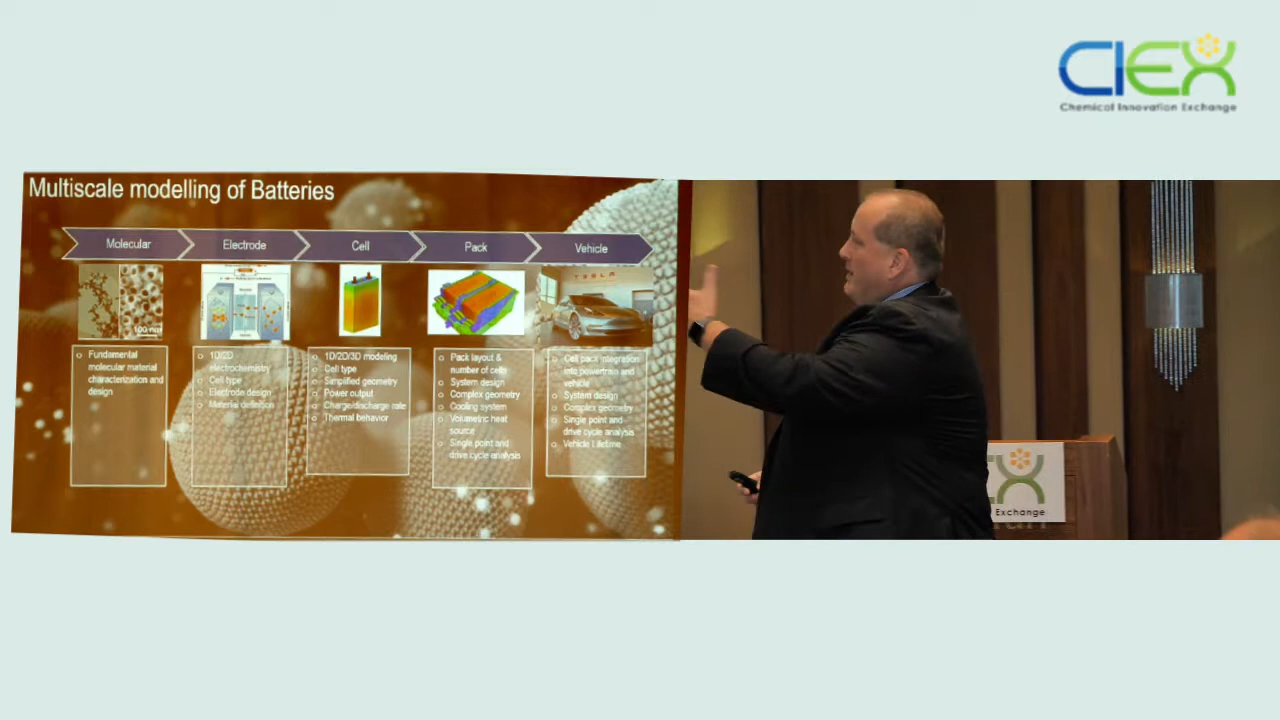 CIEX
Chemical Innovation Exchange
Multiscale modelling of Batteries
Molecular
Electrode
Cell
Pack
Vehicle
100 nm
TESLA
o Fundamental
molecular material
characterization and
design
o 1D/2D
electrochemistry
o Cell type
o Electrode design
o Material definition
o 1D/2D/3D modeling
o Cell type
o Simplified geometry
o Power output
o Charge/discharge rate
o Thermal behavior
o Pack layout &
number of cells
o System design
o Complex geometry
o Cooling system
o Volumetric heat
source
o Single point and
drive cycle analysis
o Cell pack integration
into powertrain and
vehicle
o System design
o Complex geometry
o Single point and
drive cycle analysis
o Vehicle Lifetime
EX
Exchange